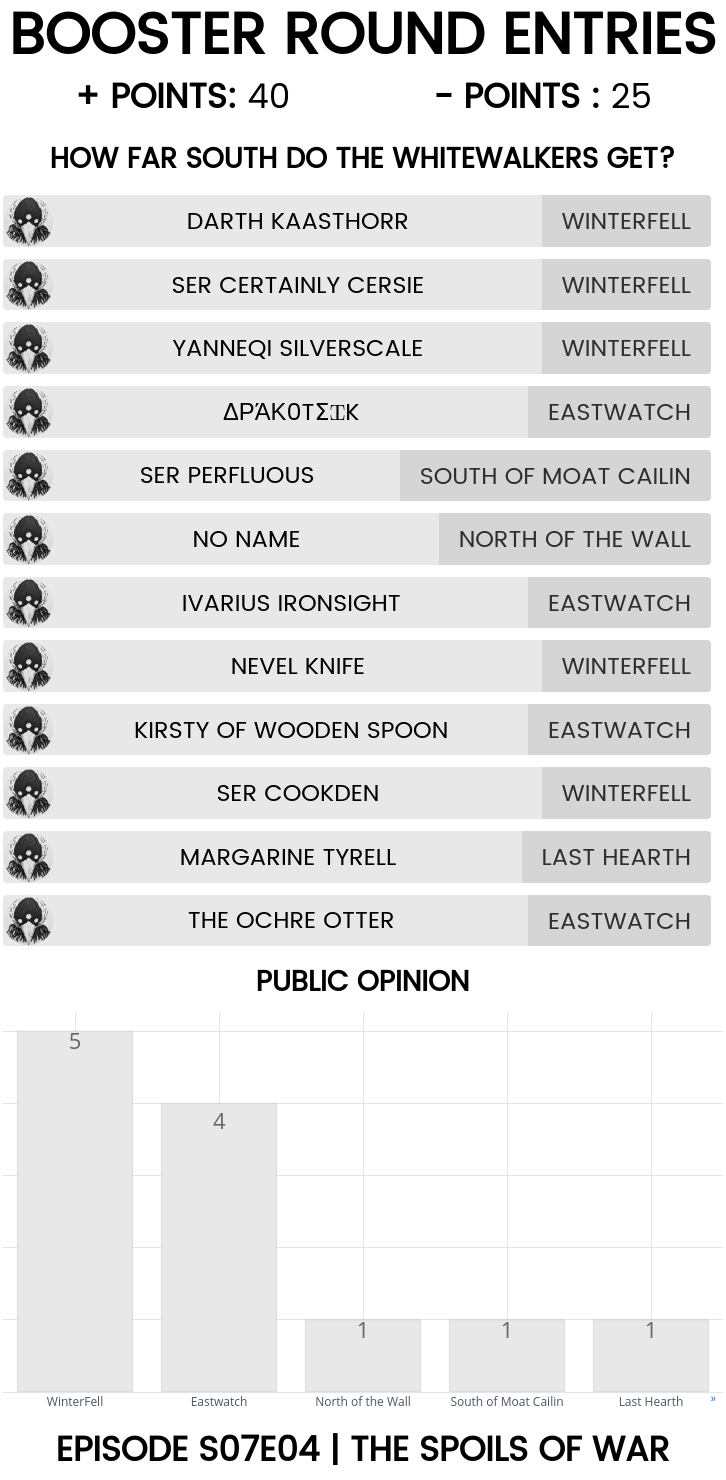 BOOSTER ROUND ENTRIES
+ POINTS: 40 - POINTS : 25
HOW FAR SOUTH DO THE WHITEWALKERS GET?
DARTH KAASTHORR WINTERFELL
SER CERTAINLY CERSIE WINTERFELL
YANNEQI SILVERSCALE WINTERFELL
ΔΡΆΚ0ΤΣᏆK EASTWATCH
SER PERFLUOUS SOUTH OF MOAT CAILIN
NO NAME NORTH OF THE WALL
IVARIUS IRONSIGHT EASTWATCH
NEVEL KNIFE WINTERFELL
KIRSTY OF WOODEN SPOON EASTWATCH
SER COOKDEN WINTERFELL
MARGARINE TYRELL LAST HEARTH
THE OCHRE OTTER EASTWATCH
PUBLIC OPINION
5
4
1 1 1
WinterFell Eastwatch North of the Wall South of Moat Cailin Last Hearth »
EPISODE S07E04 | THE SPOILS OF WAR